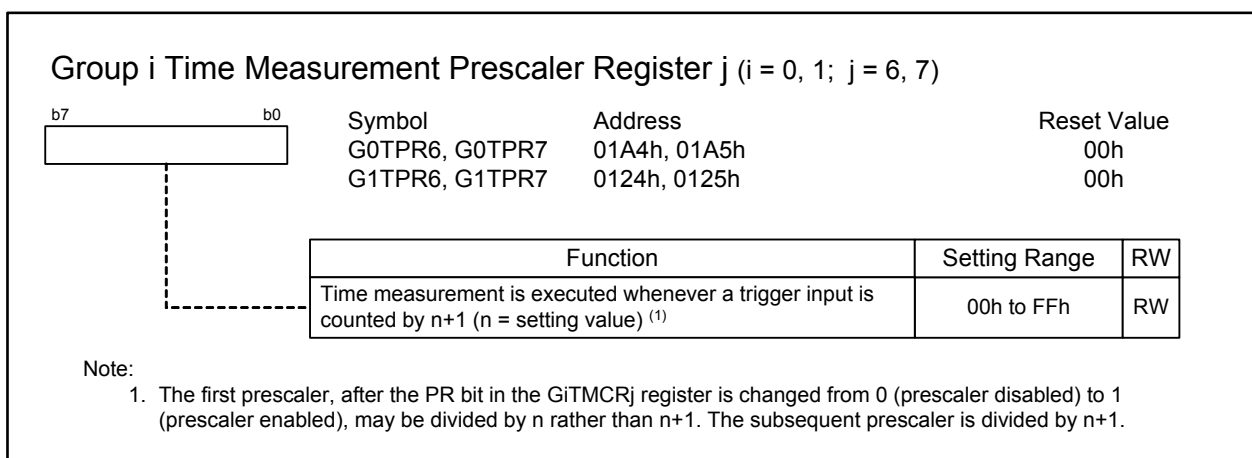 Group i Time Measurement Prescaler Register j (i = 0, 1; j = 6, 7)
b7 b0
Symbol Address Reset Value
G0TPR6, G0TPR7 01A4h, 01A5h 00h
G1TPR6, G1TPR7 0124h, 0125h 00h
Function Setting Range RW
Time measurement is executed whenever a trigger input is
counted by n+1 (n = setting value) (1) 00h to FFh RW
Note:
1. The first prescaler, after the PR bit in the GiTMCRj register is changed from 0 (prescaler disabled) to 1
(prescaler enabled), may be divided by n rather than n+1. The subsequent prescaler is divided by n+1.